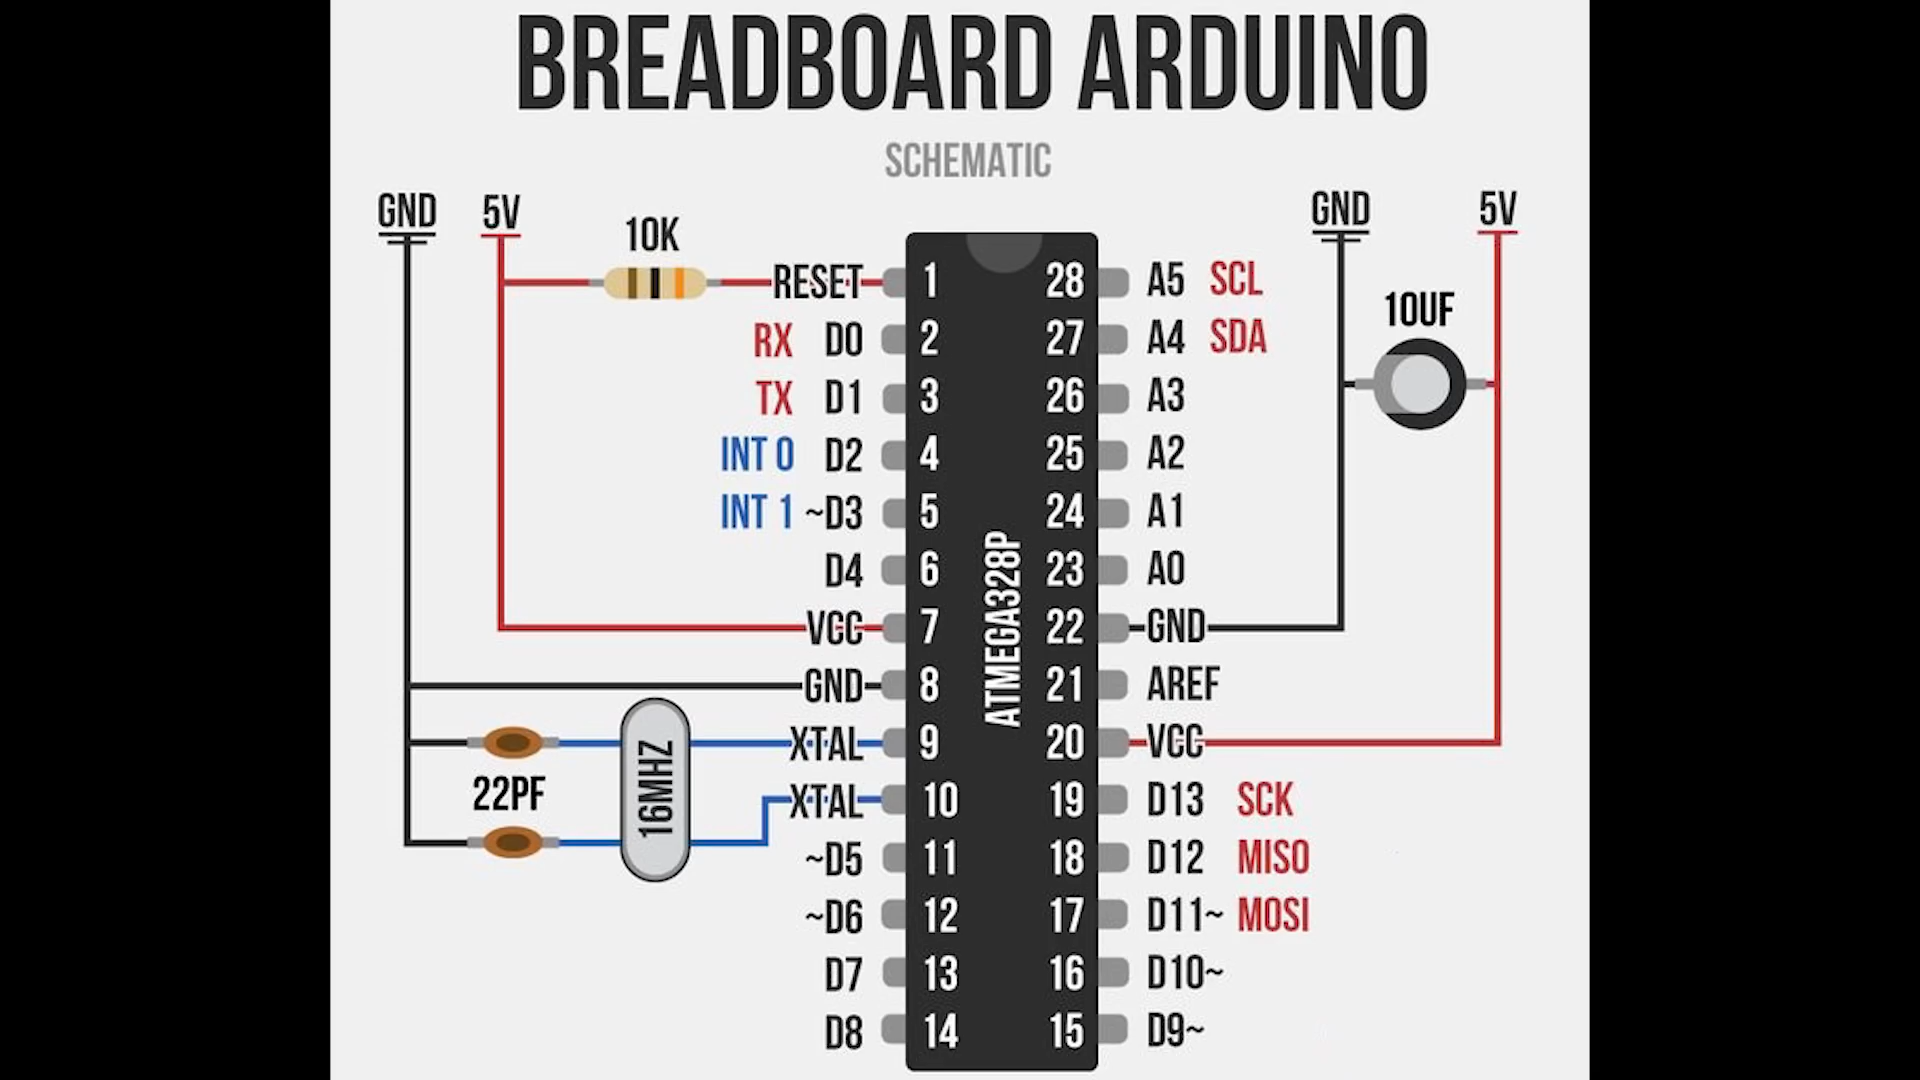 BREADBOARD ARDUINO
SCHEMATIC
GND 5V 10K GND 5V
RESET 1 28 A5 SCL
10UF
RX D0 2 27 A4 SDA
TX D1 3 26 A3
INT 0 D2 4 25 A2
INT 1 ~D3 5 24 A1
D4 6 23 A0
ATMEGA328P
VCC 7 22 GND
GND 8 21 AREF
XTAL 9 20 VCC
22PF 16MHZ
XTAL 10 19 D13 SCK
~D5 11 18 D12 MISO
~D6 12 17 D11~ MOSI
D7 13 16 D10~
D8 14 15 D9~